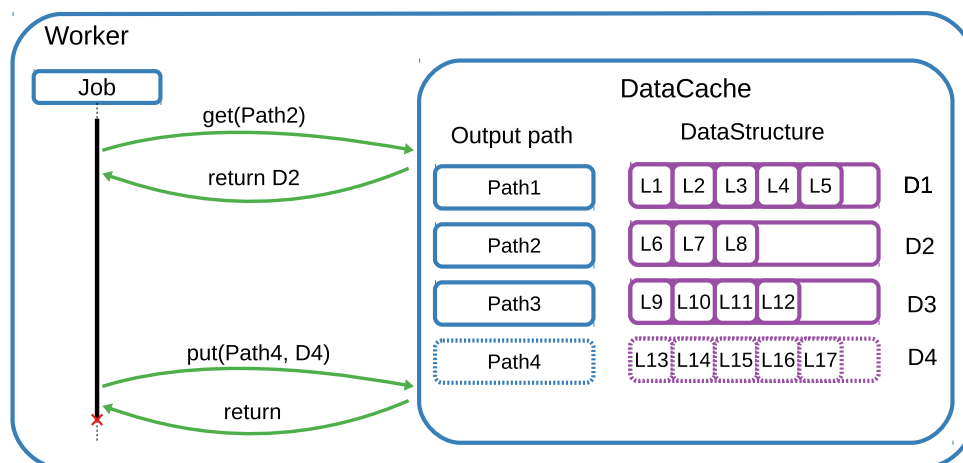 Worker
Job
DataCache
get(Path2)
Output path
DataStructure
return D2
Path1
L1 L2 L3 L4 L5
D1
Path2
L6 L7 L8
D2
Path3
L9 L10 L11 L12
D3
put(Path4, D4)
Path4
L13 L14 L15 L16 L17
D4
return